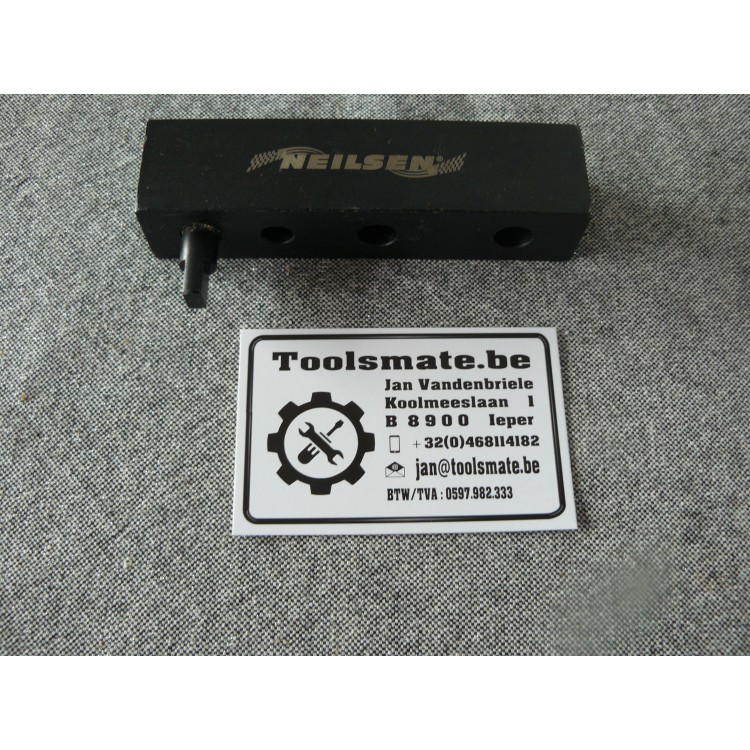 NEILSEN®
Toolsmate.be
Jan Vandenbriele
Koolmeeslaan 1
B 8900 Ieper
+32(0)468114182
jan@toolsmate.be
BTW/TVA : 0597.982.333